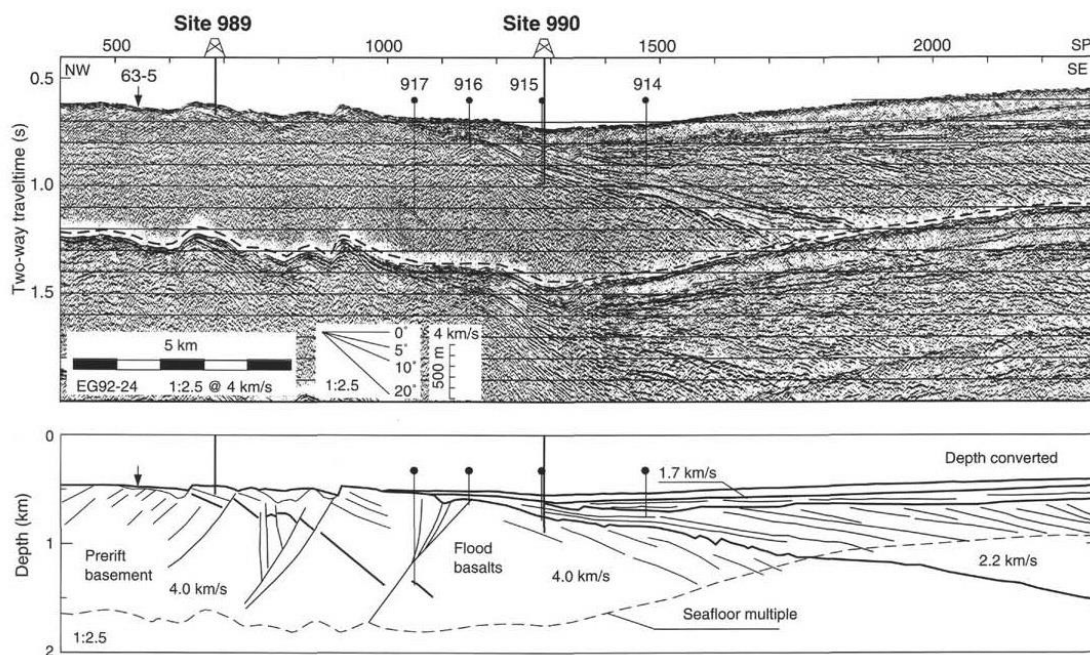 Site 989 Site 990
500 1000 1500 2000 SP
NW 63-5 917 916 915 914 SE
0.5
1.0
1.5
Two-way traveltime (s)
5 km
EG92-24 1:2.5 @ 4 km/s
0°
5°
10°
20°
1:2.5
4 km/s
500 m
0
1
2
Depth (km)
Depth converted
1.7 km/s
Prerift
basement
4.0 km/s
Flood
basalts
4.0 km/s
2.2 km/s
Seafloor multiple
1:2.5